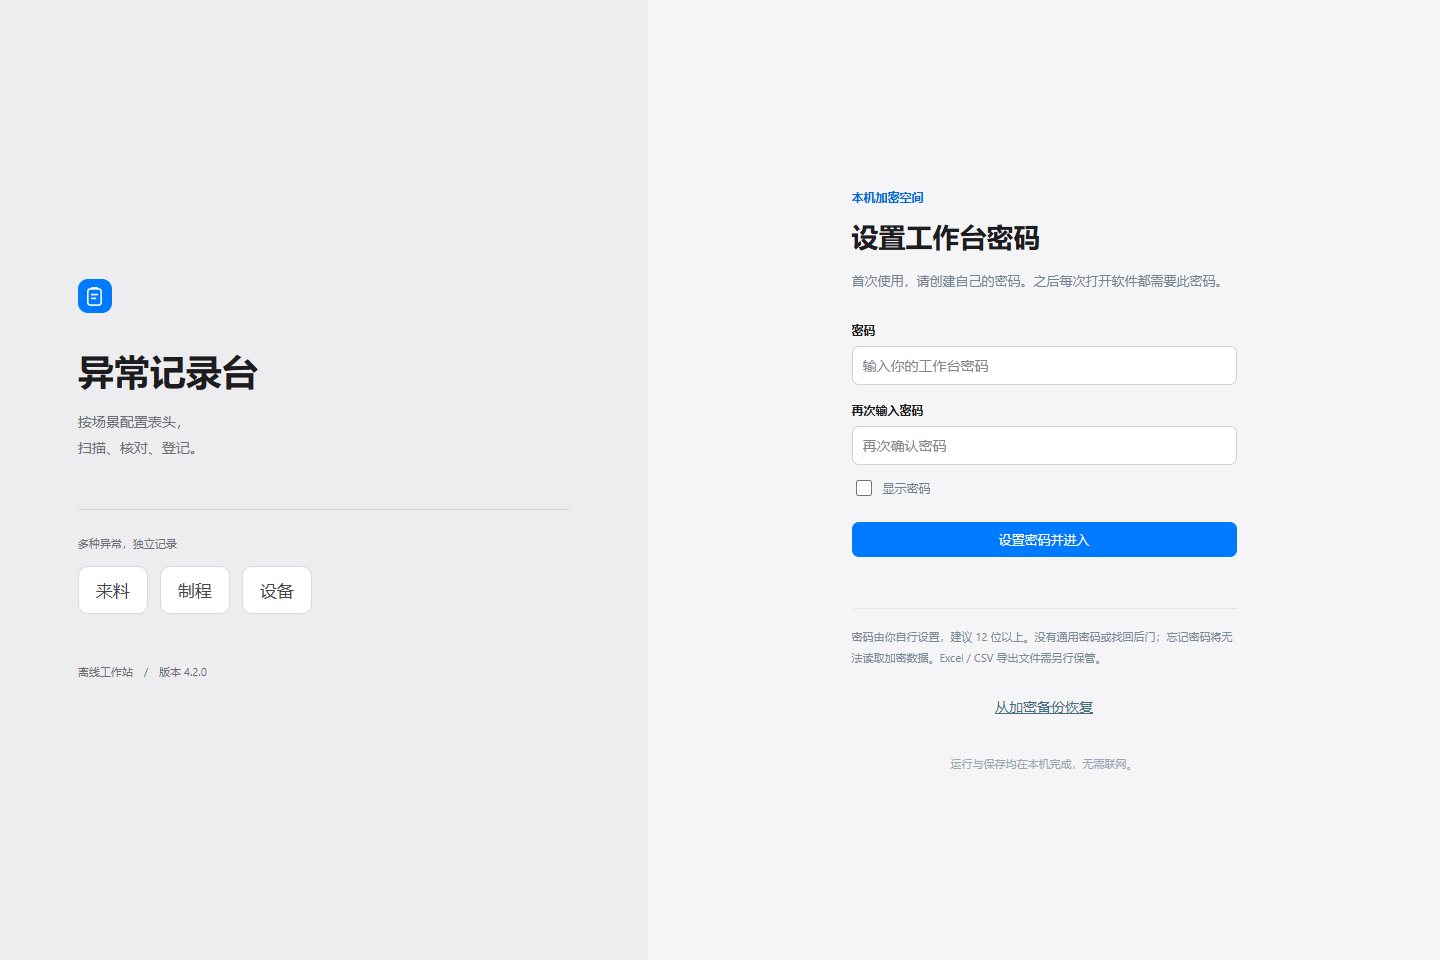 异常记录台
按场景配置表头，
扫描、核对、登记。
多种异常，独立记录
来料
制程
设备
离线工作站 / 版本 4.2.0
本机加密空间
设置工作台密码
首次使用，请创建自己的密码。之后每次打开软件都需要此密码。
密码
输入你的工作台密码
再次输入密码
再次确认密码
显示密码
设置密码并进入
密码由你自行设置，建议 12 位以上。没有通用密码或找回后门；忘记密码将无
法读取加密数据。Excel / CSV 导出文件需另行保管。
从加密备份恢复
运行与保存均在本机完成，无需联网。